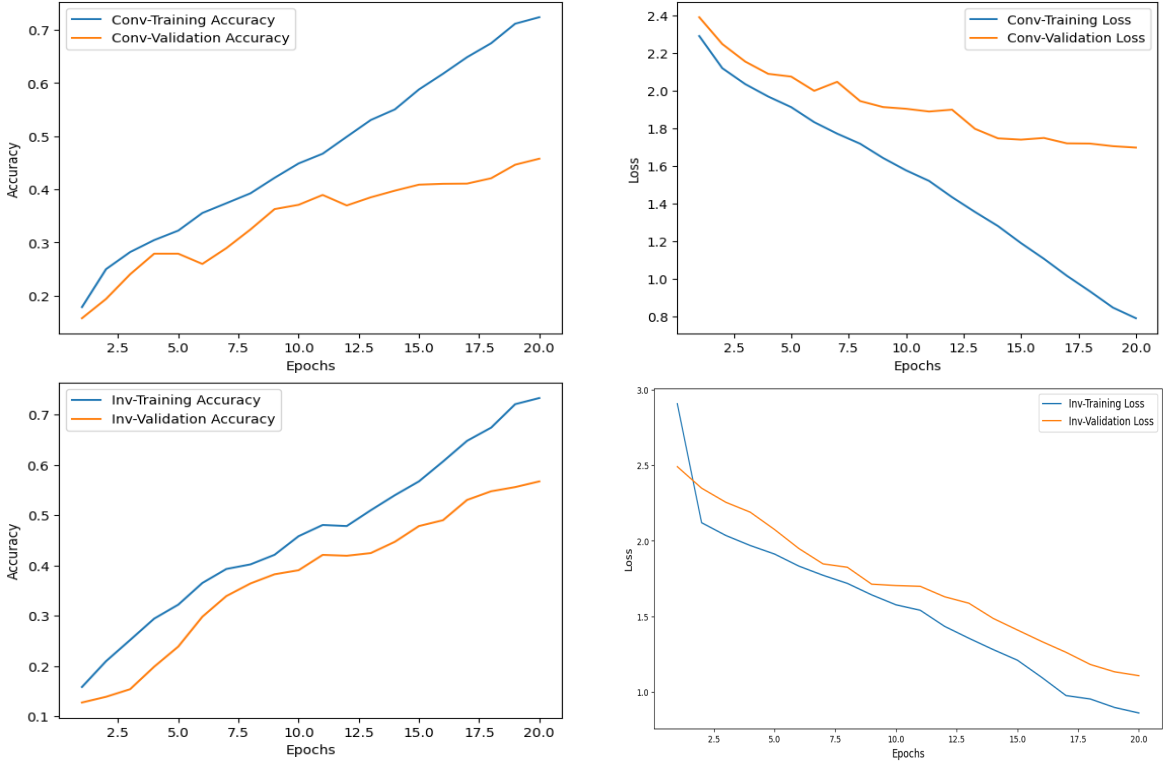 Conv-Training Accuracy
Conv-Validation Accuracy
0.7
0.6
0.5
0.4
0.3
0.2
Accuracy
2.5 5.0 7.5 10.0 12.5 15.0 17.5 20.0
Epochs
Conv-Training Loss
Conv-Validation Loss
2.4
2.2
2.0
1.8
1.6
1.4
1.2
1.0
0.8
Loss
2.5 5.0 7.5 10.0 12.5 15.0 17.5 20.0
Epochs
Inv-Training Accuracy
Inv-Validation Accuracy
0.7
0.6
0.5
0.4
0.3
0.2
0.1
Accuracy
2.5 5.0 7.5 10.0 12.5 15.0 17.5 20.0
Epochs
Inv-Training Loss
Inv-Validation Loss
3.0
2.5
2.0
1.5
1.0
Loss
2.5 5.0 7.5 10.0 12.5 15.0 17.5 20.0
Epochs